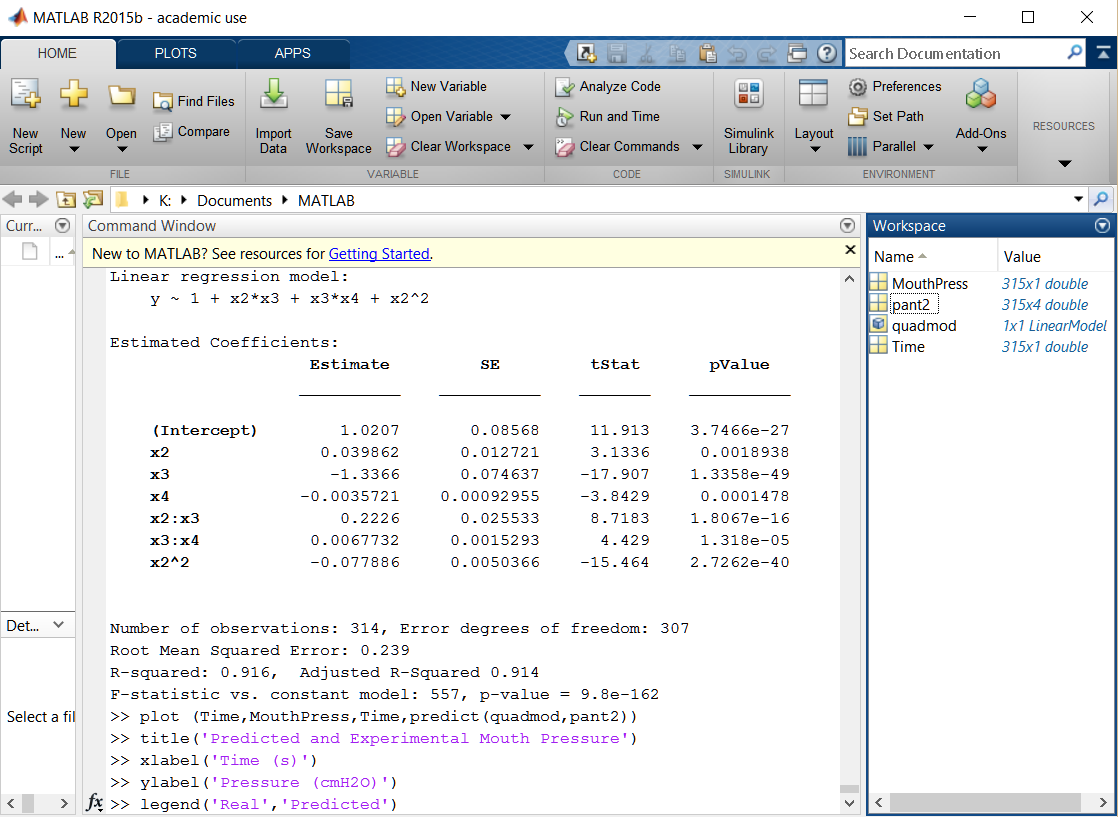 MATLAB R2015b - academic use
HOME PLOTS APPS
Search Documentation
New Script
New
Open
Find Files
Compare
FILE
Import Data
Save Workspace
New Variable
Open Variable
Clear Workspace
VARIABLE
Analyze Code
Run and Time
Clear Commands
CODE
Simulink Library
SIMULINK
Layout
Preferences
Set Path
Parallel
Add-Ons
ENVIRONMENT
RESOURCES
K: Documents MATLAB
Curr...
...
Det...
Select a fil
Command Window
New to MATLAB? See resources for Getting Started.
Linear regression model:
y ~ 1 + x2*x3 + x3*x4 + x2^2
Estimated Coefficients:
Estimate SE tStat pValue
(Intercept) 1.0207 0.08568 11.913 3.7466e-27
x2 0.039862 0.012721 3.1336 0.0018938
x3 -1.3366 0.074637 -17.907 1.3358e-49
x4 -0.0035721 0.00092955 -3.8429 0.0001478
x2:x3 0.2226 0.025533 8.7183 1.8067e-16
x3:x4 0.0067732 0.0015293 4.429 1.318e-05
x2^2 -0.077886 0.0050366 -15.464 2.7262e-40
Number of observations: 314, Error degrees of freedom: 307
Root Mean Squared Error: 0.239
R-squared: 0.916,  Adjusted R-Squared 0.914
F-statistic vs. constant model: 557, p-value = 9.8e-162
>> plot (Time,MouthPress,Time,predict(quadmod,pant2))
>> title('Predicted and Experimental Mouth Pressure')
>> xlabel('Time (s)')
>> ylabel('Pressure (cmH2O)')
fx >> legend('Real','Predicted')
Workspace
Name Value
MouthPress 315x1 double
pant2 315x4 double
quadmod 1x1 LinearModel
Time 315x1 double